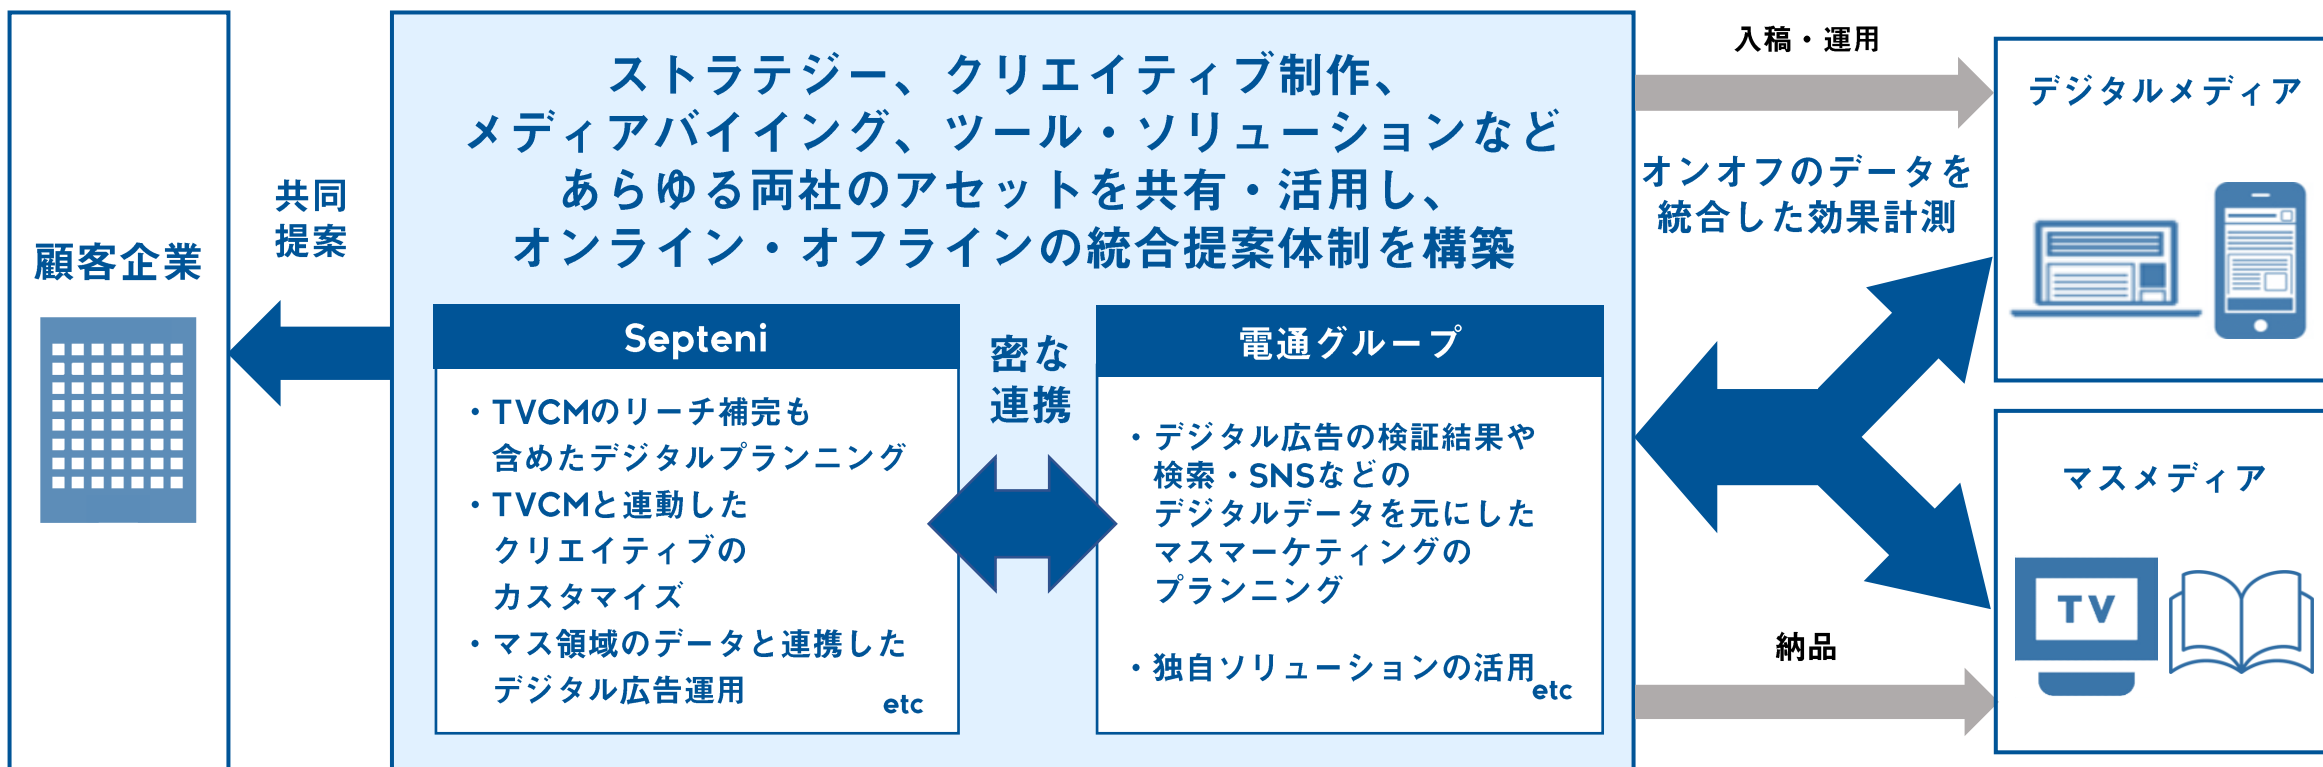 顧客企業
共同
提案
ストラテジー、クリエイティブ制作、
メディアバイイング、ツール・ソリューションなど
あらゆる両社のアセットを共有・活用し、
オンライン・オフラインの統合提案体制を構築
Septeni
・TVCMのリーチ補完も
含めたデジタルプランニング
・TVCMと連動した
クリエイティブの
カスタマイズ
・マス領域のデータと連携した
デジタル広告運用
etc
密な
連携
電通グループ
・デジタル広告の検証結果や
検索・SNSなどの
デジタルデータを元にした
マスマーケティングの
プランニング
・独自ソリューションの活用
etc
入稿・運用
オンオフのデータを
統合した効果計測
納品
デジタルメディア
マスメディア
TV